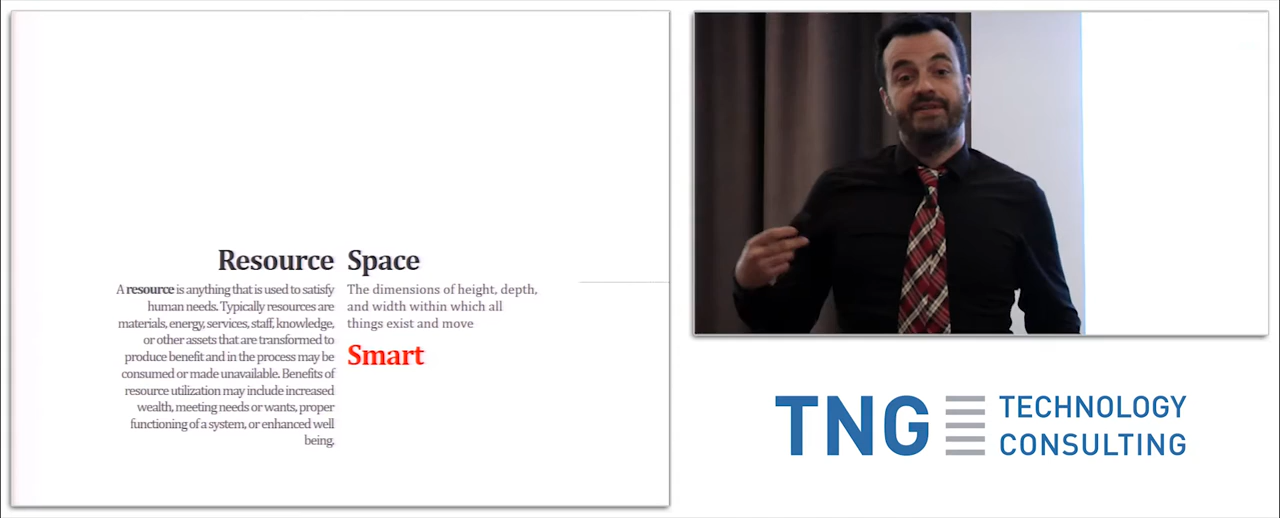 Resource
A resource is anything that is used to satisfy
human needs. Typically resources are
materials, energy, services, staff, knowledge,
or other assets that are transformed to
produce benefit and in the process may be
consumed or made unavailable. Benefits of
resource utilization may include increased
wealth, meeting needs or wants, proper
functioning of a system, or enhanced well
being.
Space
The dimensions of height, depth,
and width within which all
things exist and move
Smart
TNG
TECHNOLOGY
CONSULTING